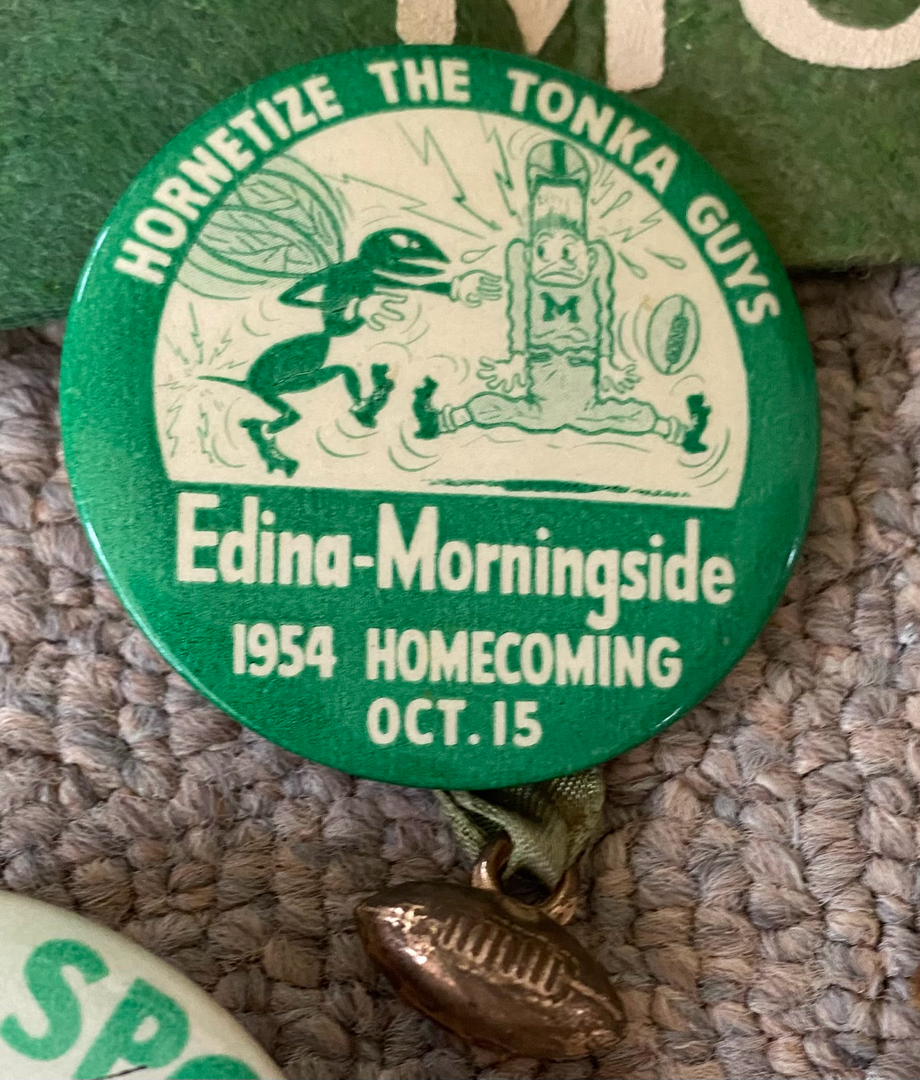 HORNETIZE THE TONKA GUYS
M
Edina-Morningside
1954 HOMECOMING
OCT. 15